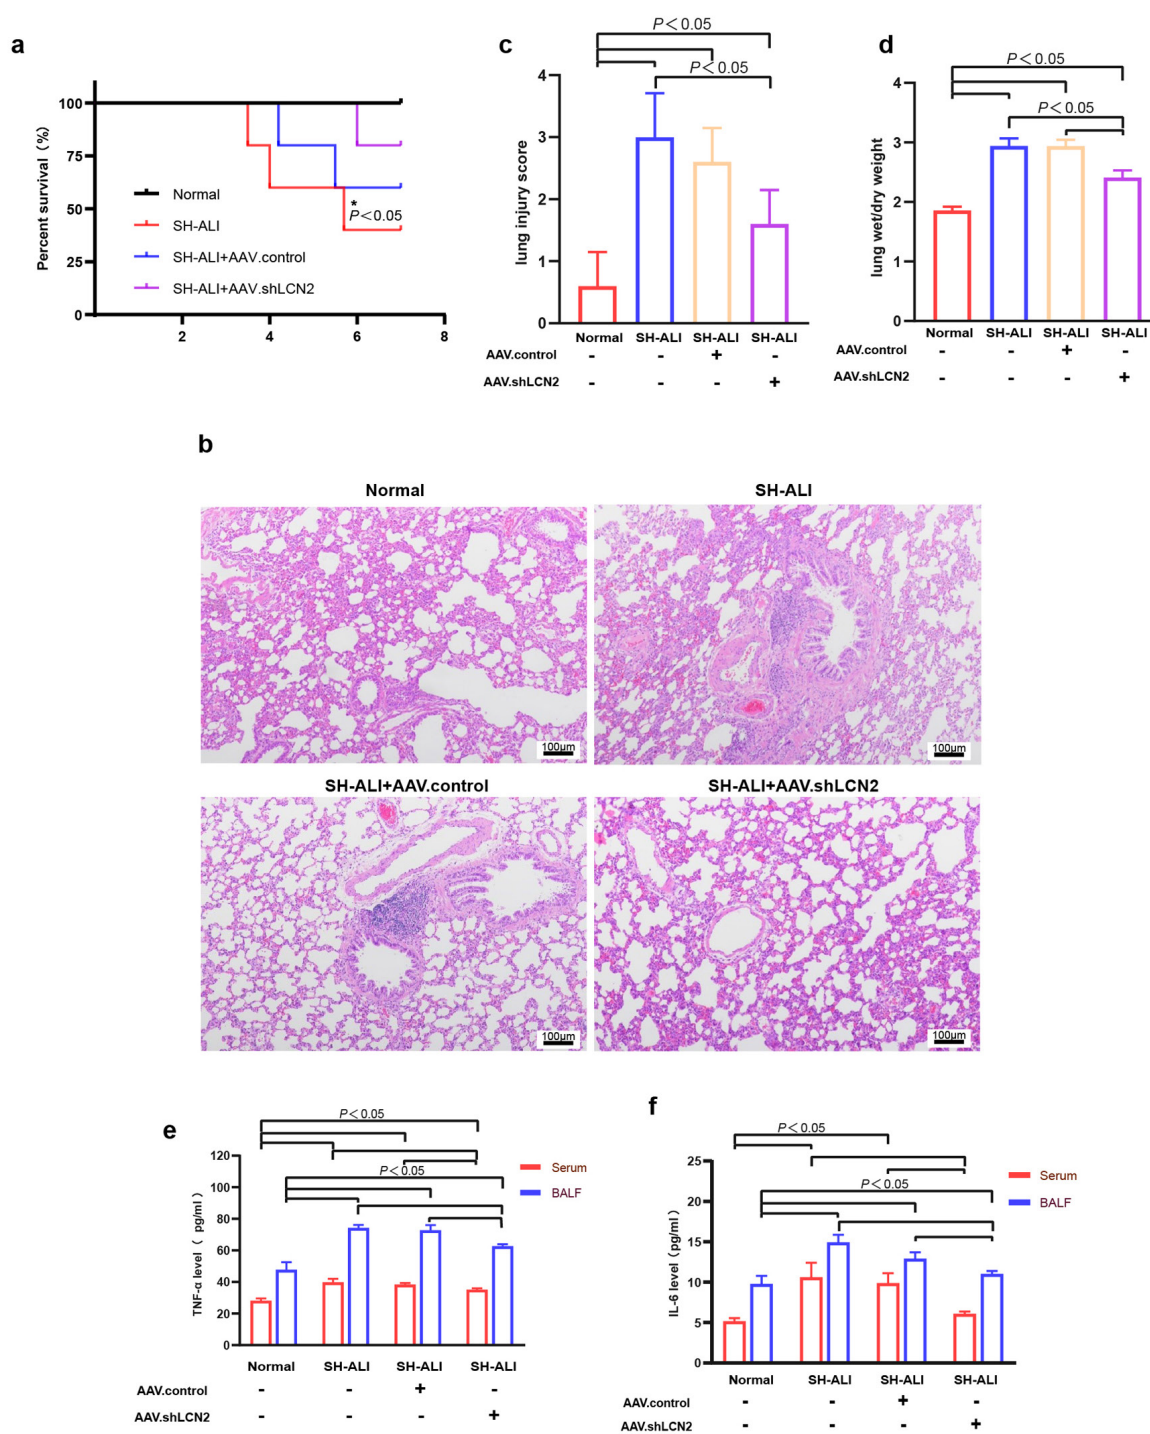 a
Percent survival (%)
100
75
50
25
0
2
4
6
8
Normal
SH-ALI
SH-ALI+AAV.control
SH-ALI+AAV.shLCN2
*
P<0.05
c
P<0.05
P<0.05
lung injury score
4
3
2
1
0
Normal SH-ALI SH-ALI SH-ALI
AAV.control - - + -
AAV.shLCN2 - - - +
d
P<0.05
P<0.05
lung wet/dry weight
4
3
2
1
0
Normal SH-ALI SH-ALI SH-ALI
AAV.control - - + -
AAV.shLCN2 - - - +
b
Normal
100μm
SH-ALI
100μm
SH-ALI+AAV.control
100μm
SH-ALI+AAV.shLCN2
100μm
e
P<0.05
P<0.05
TNF-α level ( pg/ml )
120
100
80
60
40
20
0
Serum
BALF
Normal SH-ALI SH-ALI SH-ALI
AAV.control - - + -
AAV.shLCN2 - - - +
f
P<0.05
P<0.05
IL-6 level (pg/ml)
25
20
15
10
5
0
Serum
BALF
Normal SH-ALI SH-ALI SH-ALI
AAV.control - - + -
AAV.shLCN2 - - - +